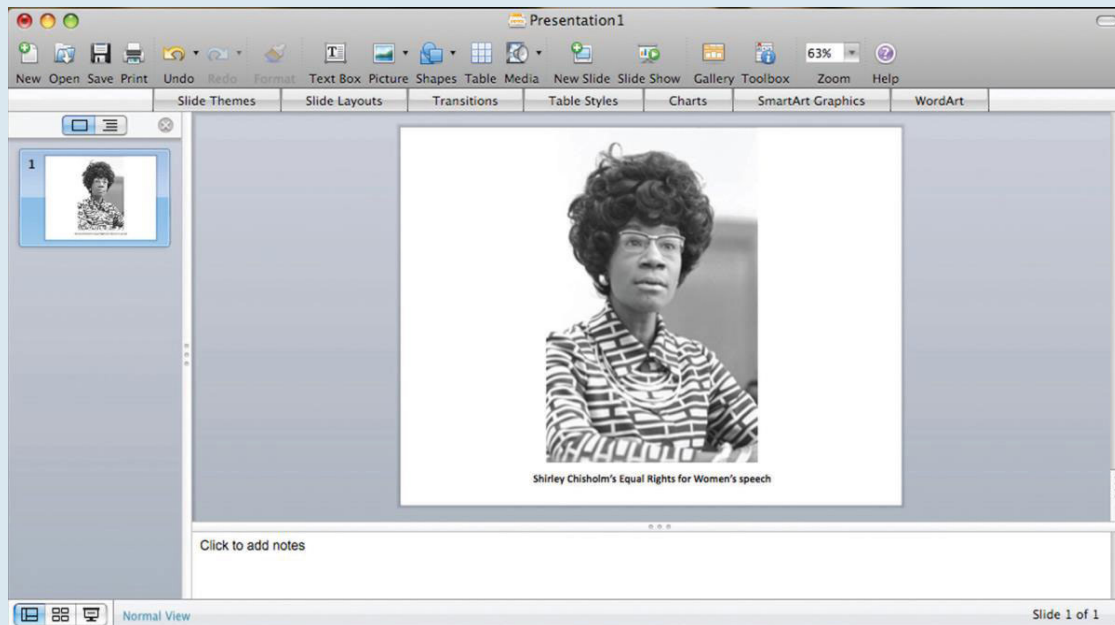 Presentation1
New Open Save Print Undo Redo Format Text Box Picture Shapes Table Media New Slide Slide Show Gallery Toolbox 63% Zoom Help
Slide Themes Slide Layouts Transitions Table Styles Charts SmartArt Graphics WordArt
1
Shirley Chisholm's Equal Rights for Women's speech
Click to add notes
Normal View Slide 1 of 1